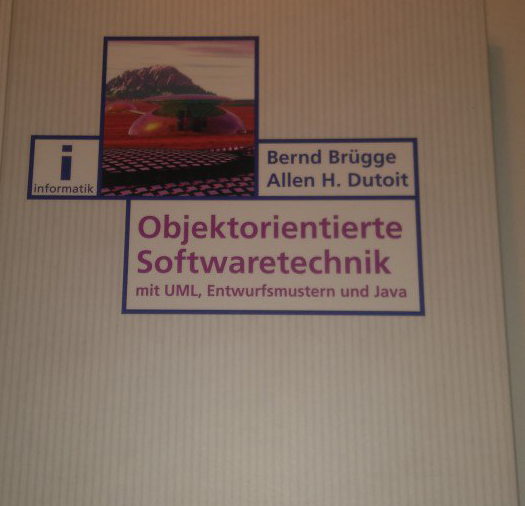 i
informatik
Bernd Brügge
Allen H. Dutoit
Objektorientierte
Softwaretechnik
mit UML, Entwurfsmustern und Java